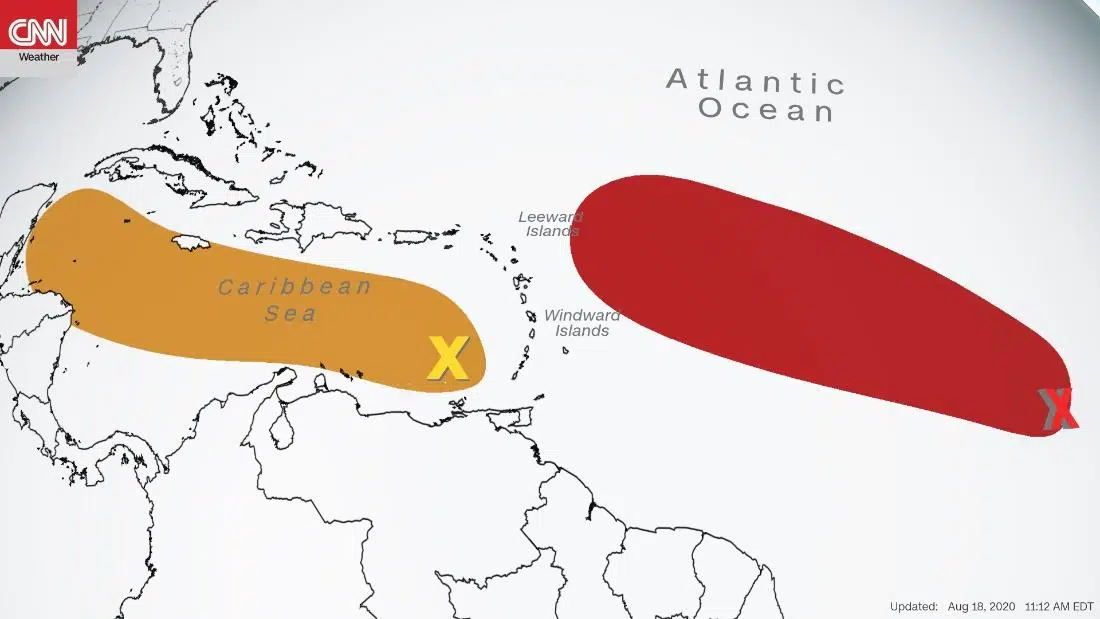 CNN
Weather
Atlantic
Ocean
Leeward
Islands
Caribbean
Sea
Windward
Islands
X
X
Updated: Aug 18, 2020 11:12 AM EDT